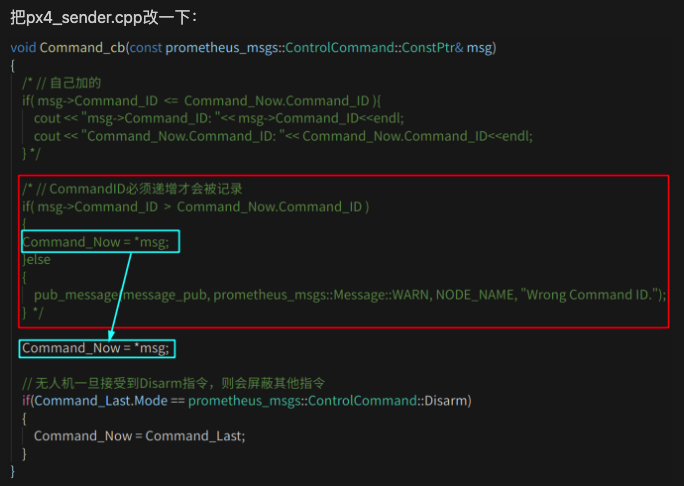 把px4_sender.cpp改一下：
void Command_cb(const prometheus_msgs::ControlCommand::ConstPtr& msg)
{
/* // 自己加的
if( msg->Command_ID <= Command_Now.Command_ID ){
cout << "msg->Command_ID: "<< msg->Command_ID<<endl;
cout << "Command_Now.Command_ID: "<< Command_Now.Command_ID<<endl;
} */
/* // CommandID必须递增才会被记录
if( msg->Command_ID > Command_Now.Command_ID )
{
Command_Now = *msg;
}else
{
pub_message(message_pub, prometheus_msgs::Message::WARN, NODE_NAME, "Wrong Command ID.");
} */
Command_Now = *msg;
// 无人机一旦接受到Disarm指令，则会屏蔽其他指令
if(Command_Last.Mode == prometheus_msgs::ControlCommand::Disarm)
{
Command_Now = Command_Last;
}
}